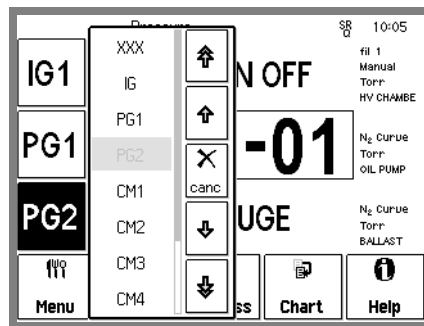 SR
Q 10:05
IG1
N OFF
fil 1
Manual
Torr
HV CHAMBE
PG1
-01
N₂ Curve
Torr
OIL PUMP
PG2
UGE
N₂ Curve
Torr
BALLAST
XXX
IG
PG1
PG2
CM1
CM2
CM3
CM4
canc
Menu
ss
Chart
Help